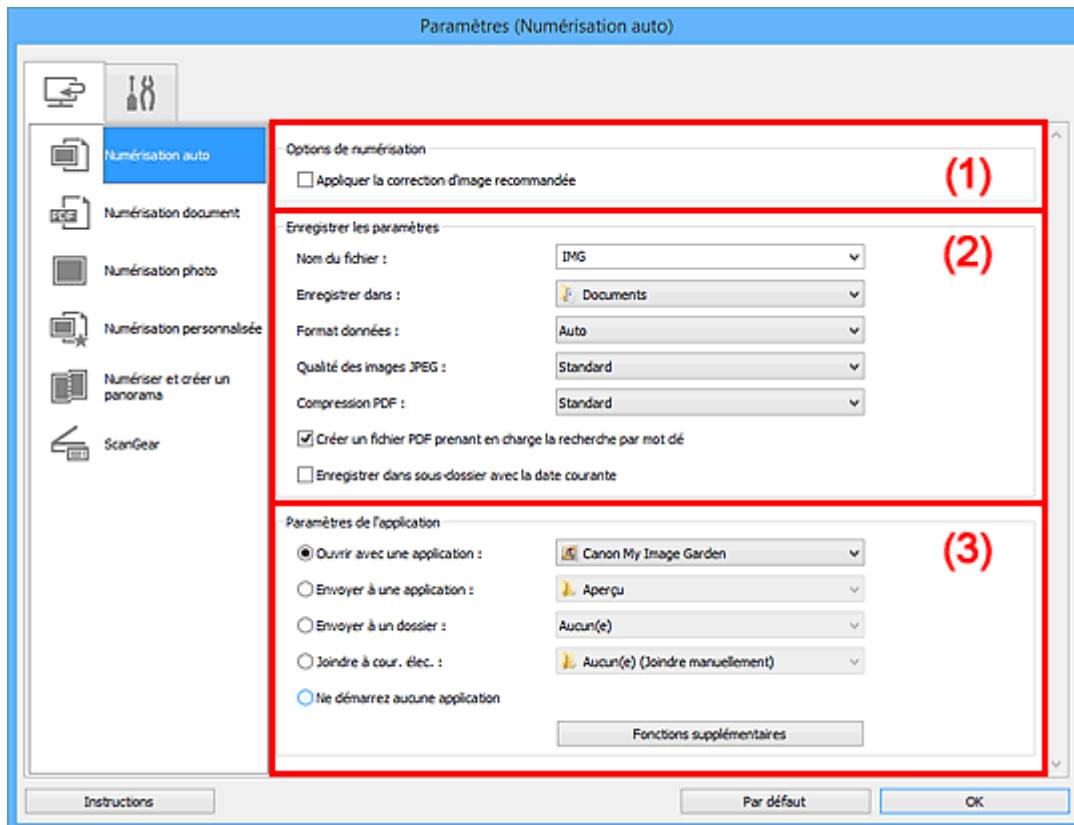 Paramètres (Numérisation auto)
Numérisation auto
Numérisation document
Numérisation photo
Numérisation personnalisée
Numériser et créer un
panorama
ScanGear
Options de numérisation
Appliquer la correction d'image recommandée
(1)
Enregistrer les paramètres
(2)
Nom du fichier : IMG
Enregistrer dans : Documents
Format données : Auto
Qualité des images JPEG : Standard
Compression PDF : Standard
Créer un fichier PDF prenant en charge la recherche par mot clé
Enregistrer dans sous-dossier avec la date courante
Paramètres de l'application
(3)
Ouvrir avec une application : Canon My Image Garden
Envoyer à une application : Aperçu
Envoyer à un dossier : Aucun(e)
Joindre à cour. élec. : Aucun(e) (Joindre manuellement)
Ne démarrez aucune application
Fonctions supplémentaires
Instructions
Par défaut
OK
PDF